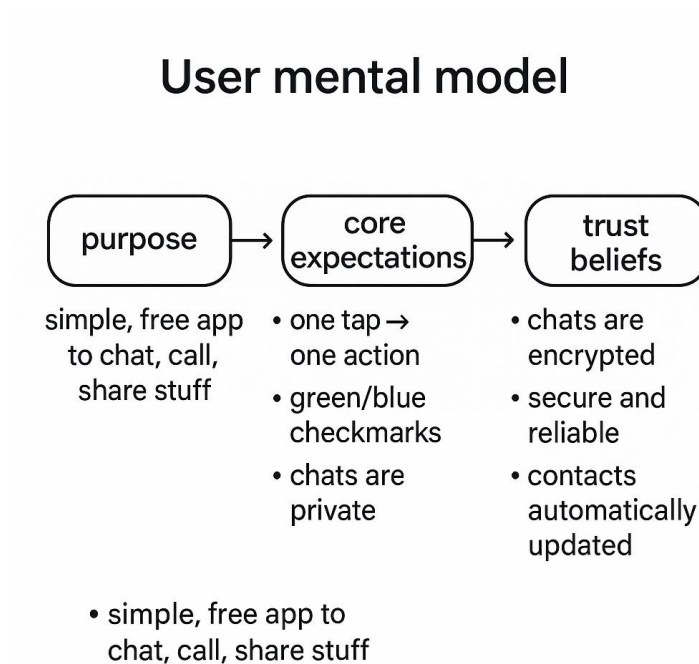 User mental model
purpose
core
expectations
trust
beliefs
simple, free app
to chat, call,
share stuff
• one tap →
one action
• green/blue
checkmarks
• chats are
private
• chats are
encrypted
• secure and
reliable
• contacts
automatically
updated
• simple, free app to
chat, call, share stuff